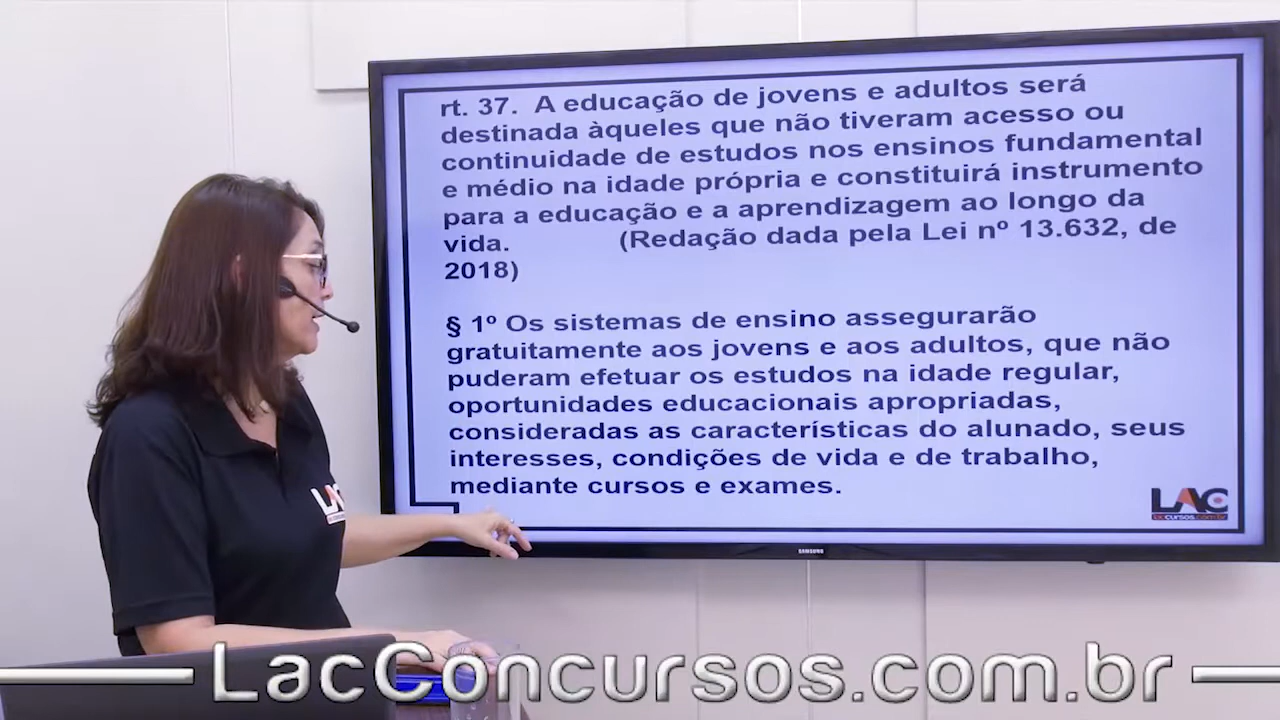 rt. 37. A educação de jovens e adultos será
destinada àqueles que não tiveram acesso ou
continuidade de estudos nos ensinos fundamental
e médio na idade própria e constituirá instrumento
para a educação e a aprendizagem ao longo da
vida. (Redação dada pela Lei nº 13.632, de
2018)
§ 1º Os sistemas de ensino assegurarão
gratuitamente aos jovens e aos adultos, que não
puderam efetuar os estudos na idade regular,
oportunidades educacionais apropriadas,
consideradas as características do alunado, seus
interesses, condições de vida e de trabalho,
mediante cursos e exames.
LAC
laccursos.com.br
SAMSUNG
LAC
LacConcursos.com.br